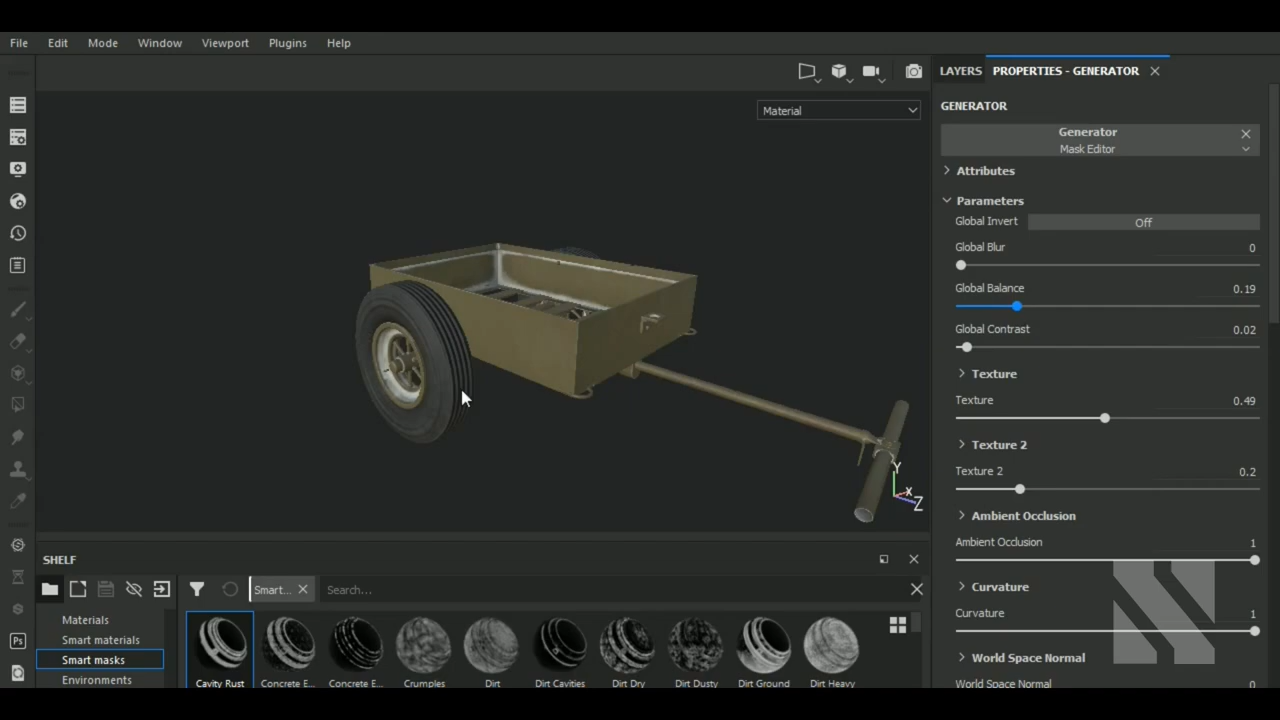 File Edit Mode Window Viewport Plugins Help
LAYERS PROPERTIES - GENERATOR
Material
GENERATOR
Generator
Mask Editor
Attributes
Parameters
Global Invert Off
Global Blur 0
Global Balance 0.19
Global Contrast 0.02
Texture
Texture 0.49
Texture 2
Texture 2 0.2
Ambient Occlusion
Ambient Occlusion 1
Curvature
Curvature 1
World Space Normal
World Space Normal 0
Y
X
Z
SHELF
Smart... Search...
Materials
Smart materials
Smart masks
Environments
Ps
Cavity Rust Concrete E... Concrete E... Crumples Dirt Dirt Cavities Dirt Dry Dirt Dusty Dirt Ground Dirt Heavy